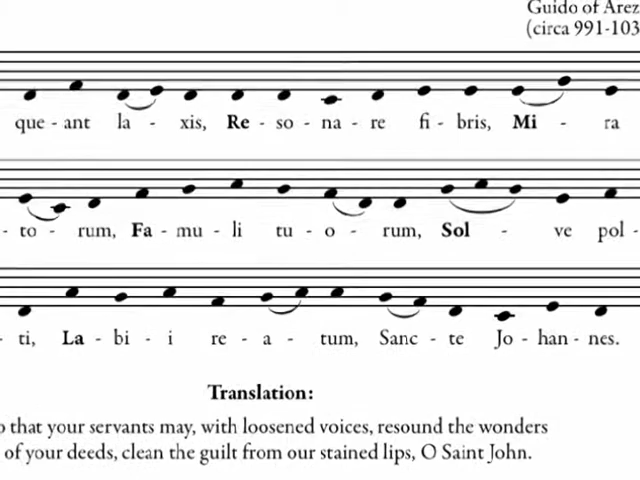 Guido of Arez
(circa 991-103
que - ant la - xis, Re - so - na - re fi - bris, Mi - ra
- to - rum, Fa - mu - li tu - o - rum, Sol - ve pol -
- ti, La - bi - i re - a - tum, Sanc - te Jo - han - nes.
Translation:
o that your servants may, with loosened voices, resound the wonders
of your deeds, clean the guilt from our stained lips, O Saint John.